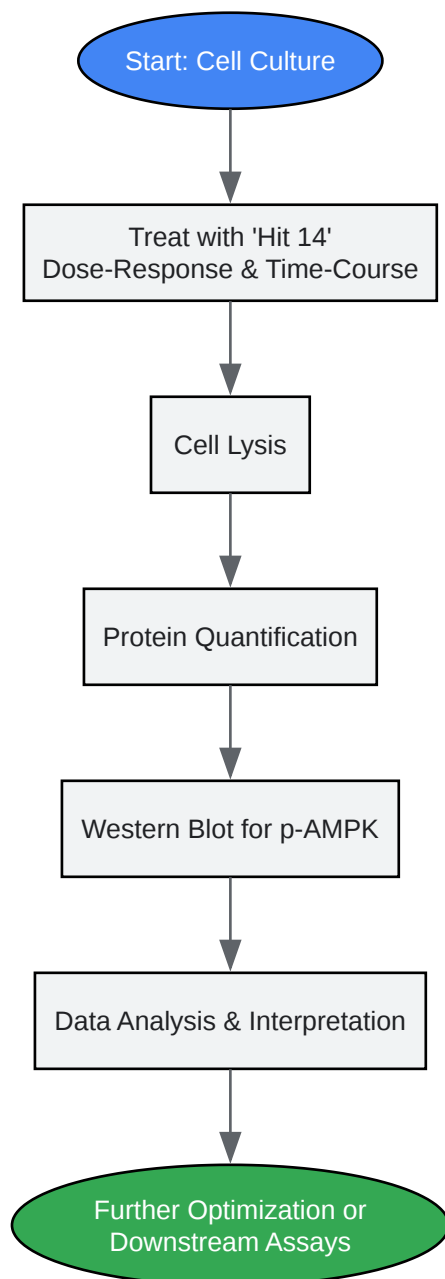 Start: Cell Culture
Treat with 'Hit 14'
Dose-Response & Time-Course
Cell Lysis
Protein Quantification
Western Blot for p-AMPK
Data Analysis & Interpretation
Further Optimization or
Downstream Assays